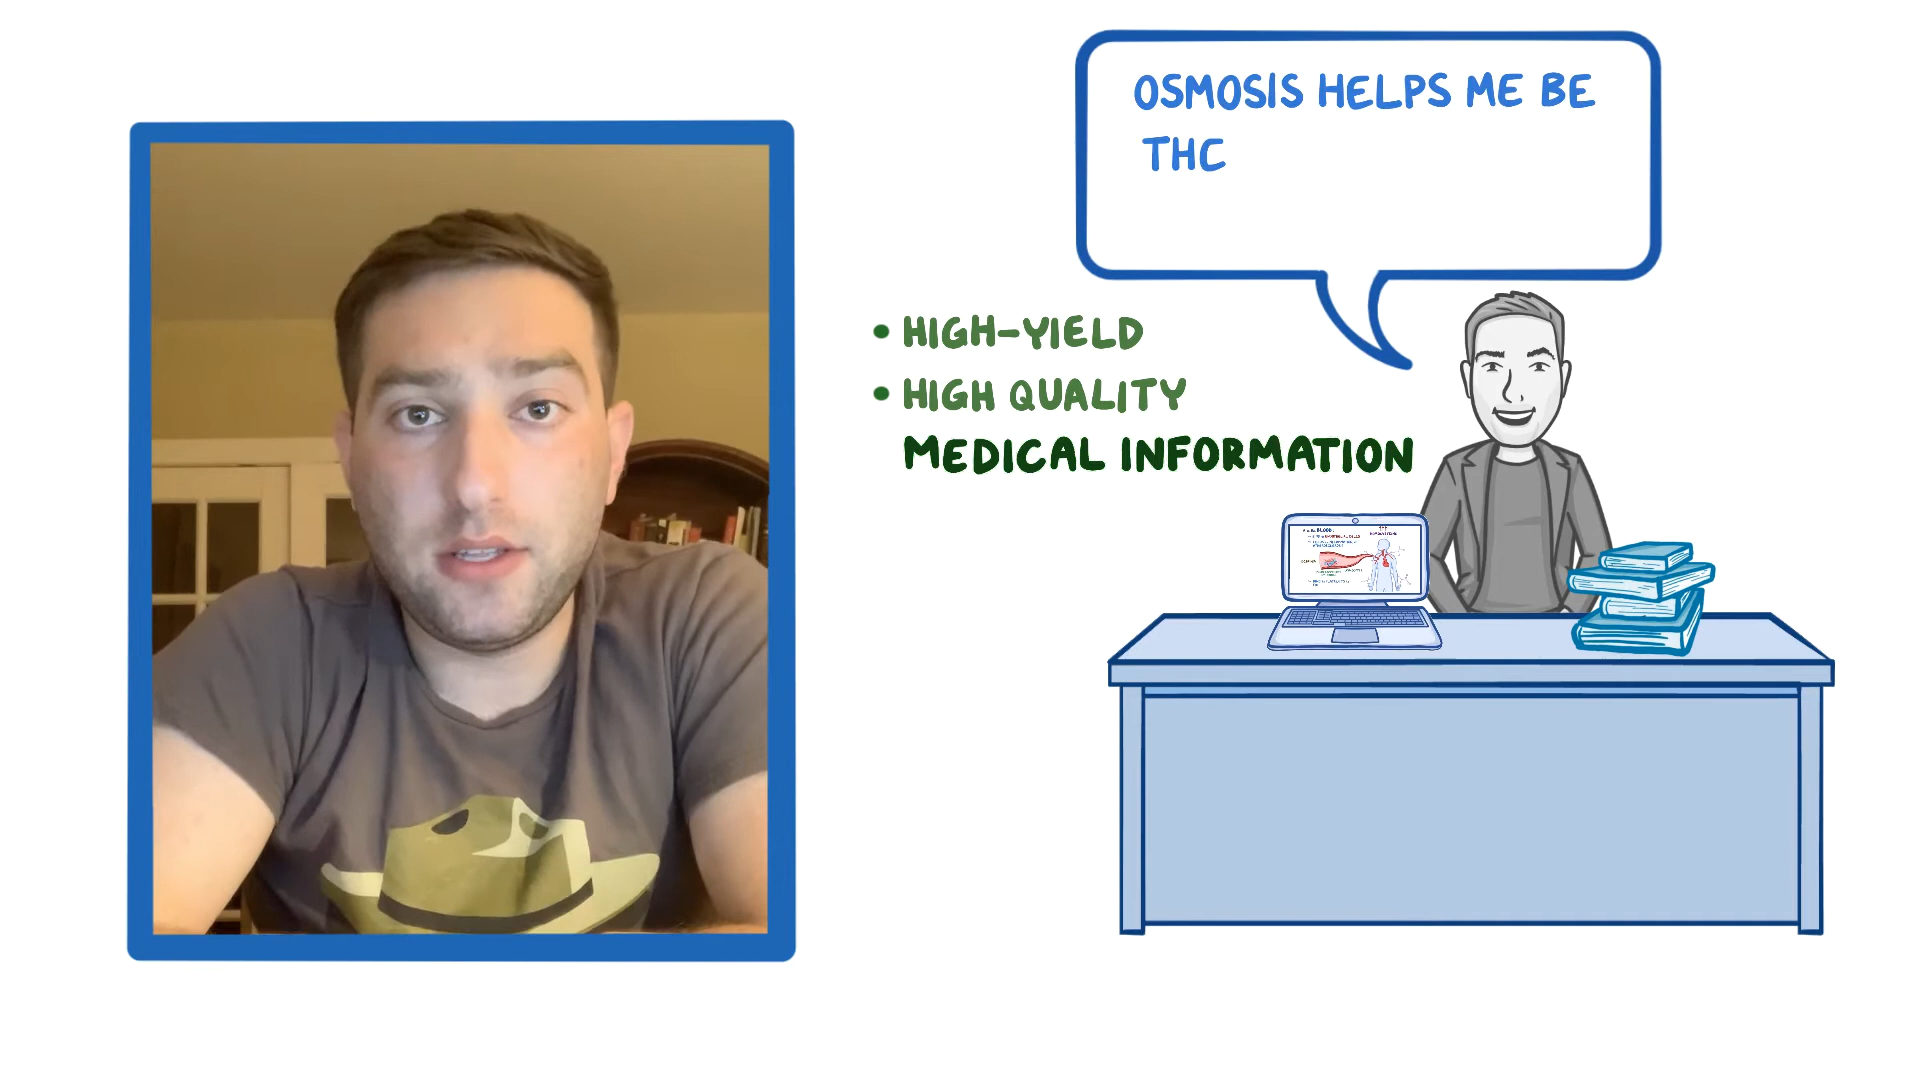 OSMOSIS HELPS ME BE
THC
• HIGH-YIELD
• HIGH QUALITY
MEDICAL INFORMATION